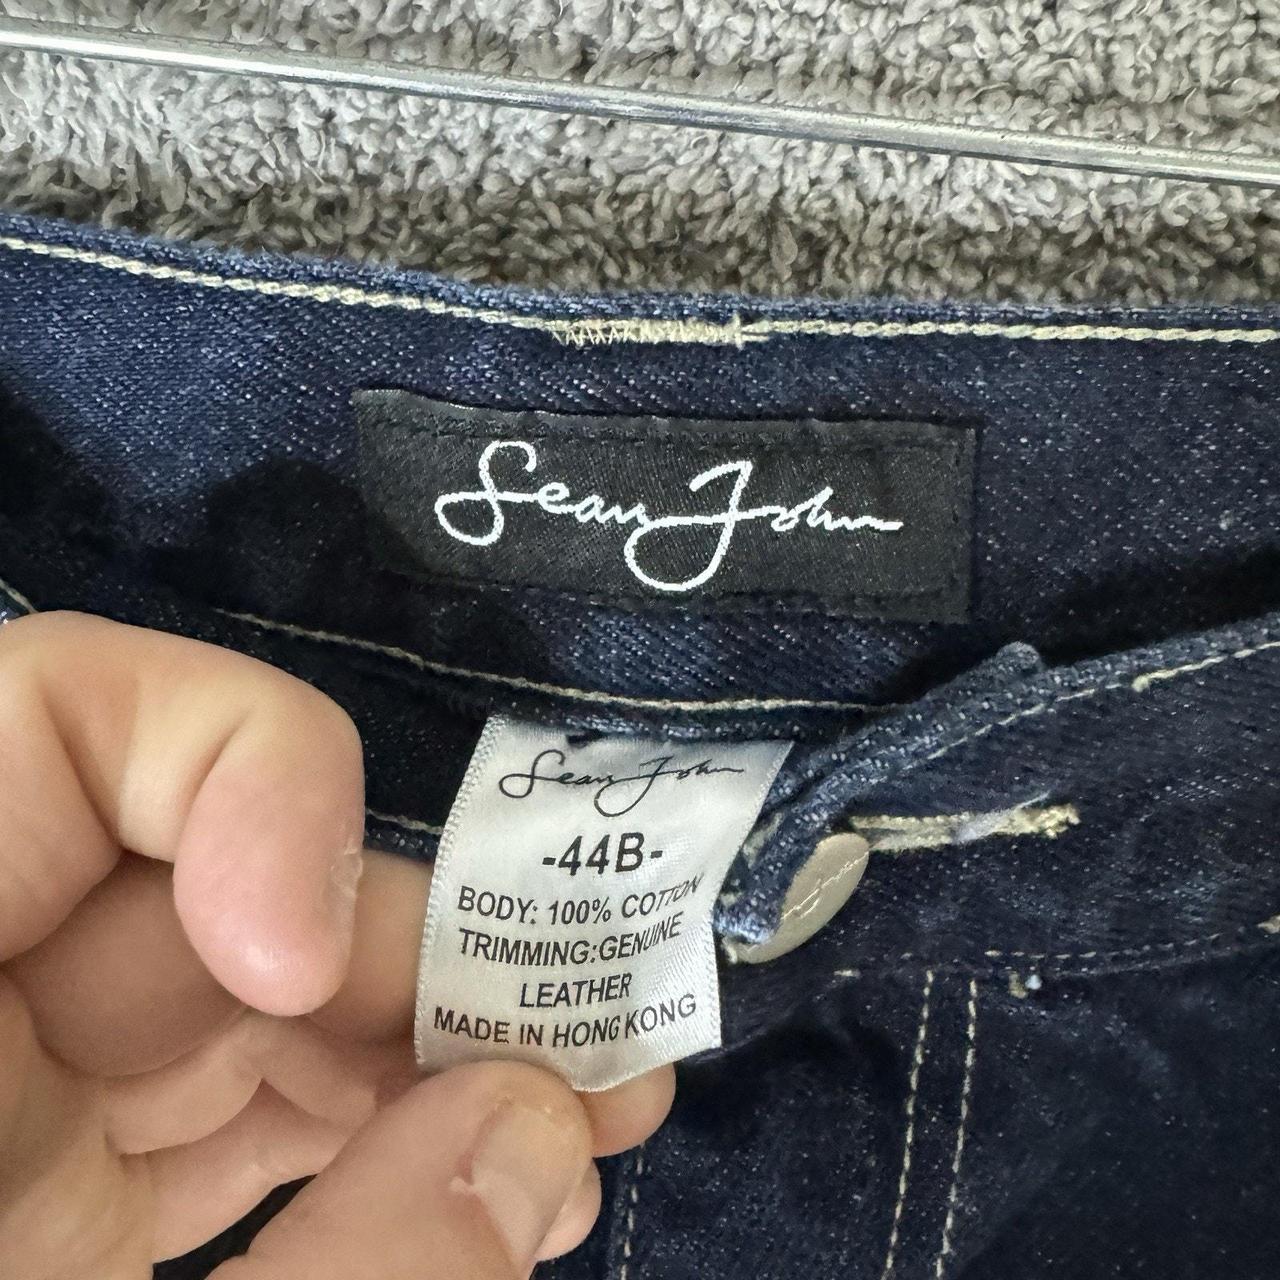 Sean John
Sean John
-44B-
BODY: 100% COTTON
TRIMMING:GENUINE
LEATHER
MADE IN HONG KONG